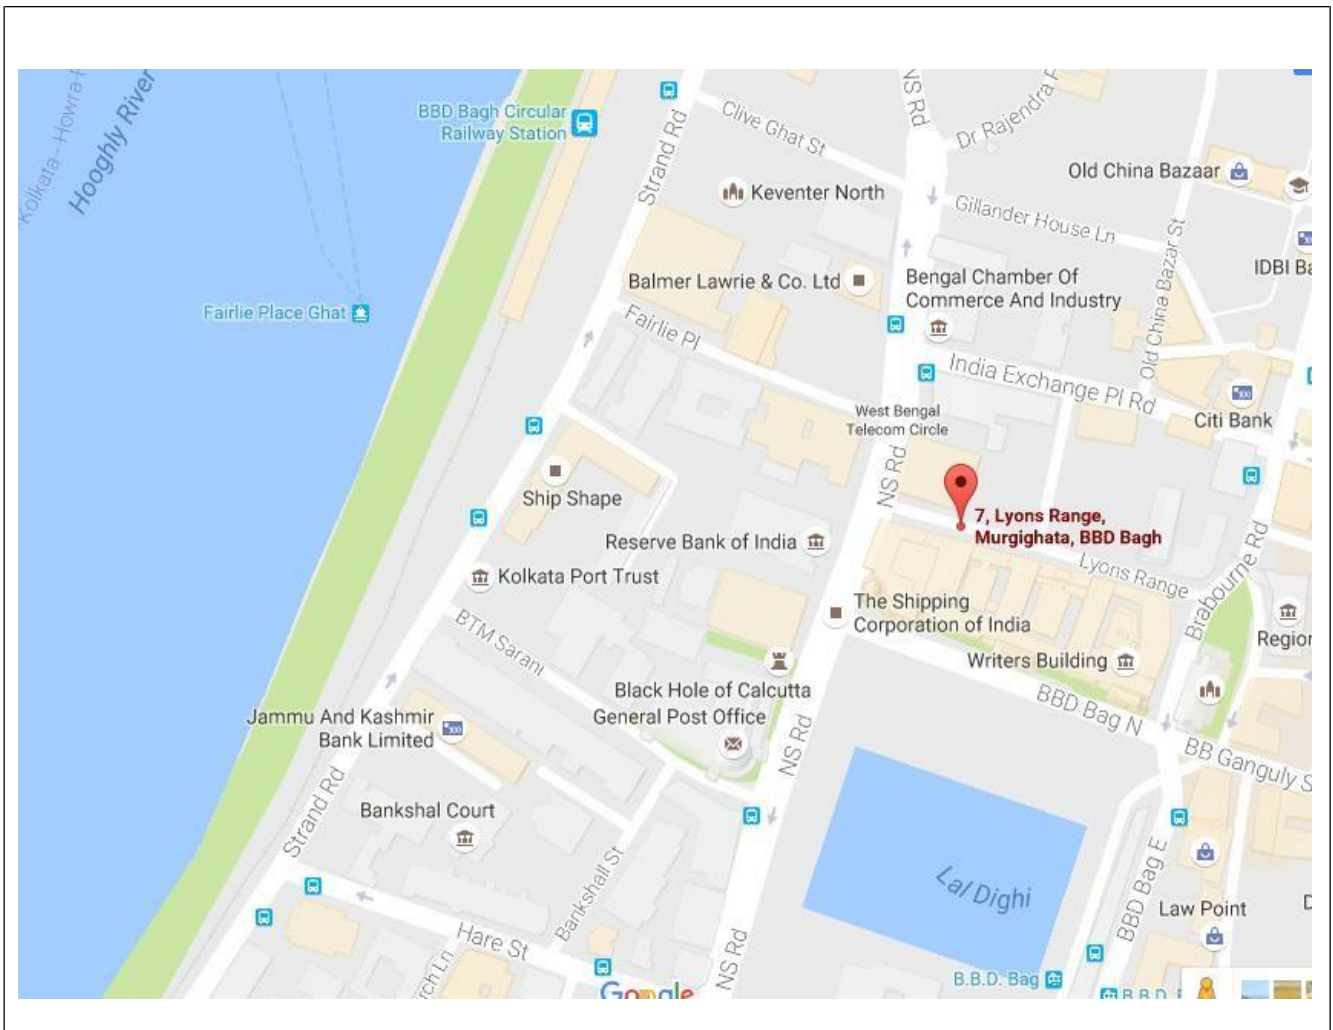 Kolkata - Howra
Hooghly River
BBD Bagh Circular
Railway Station
Strand Rd
Clive Ghat St
NS Rd
Dr Rajendra
Old China Bazaar
Keventer North
Gillander House Ln
Old China Bazar St
IDBI
Balmer Lawrie & Co. Ltd
Bengal Chamber Of
Commerce And Industry
Fairlie Place Ghat
Fairlie Pl
India Exchange Pl Rd
West Bengal
Telecom Circle
Citi Bank
NS Rd
Ship Shape
7, Lyons Range,
Murgighata, BBD Bagh
Reserve Bank of India
Lyons Range
Brabourne Rd
Kolkata Port Trust
The Shipping
Corporation of India
Region
BTM Sarani
Writers Building
Black Hole of Calcutta
General Post Office
BBD Bag N
Jammu And Kashmir
Bank Limited
NS Rd
BB Ganguly S
Strand Rd
Bankshal Court
Bankshall St
Lal Dighi
BBD Bag E
Law Point
Hare St
NS Rd
B.B.D. Bag
Google
B.B.D.